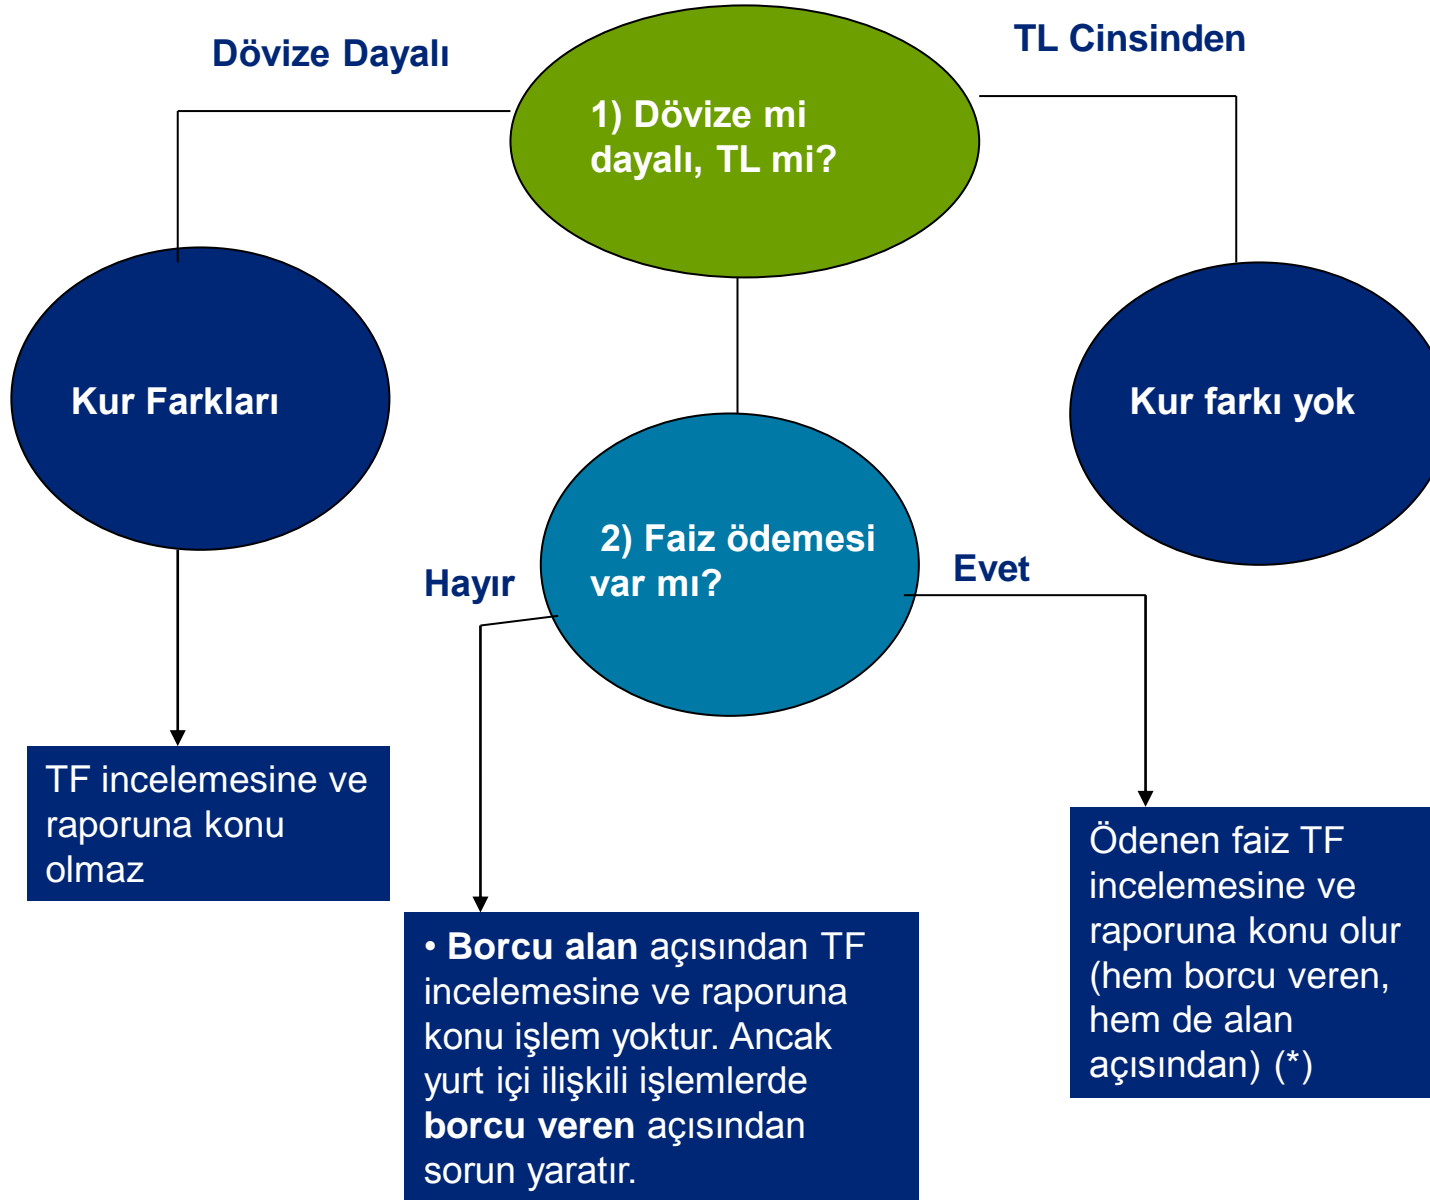 Dövize Dayalı
TL Cinsinden
1) Dövize mi
dayalı, TL mi?
Kur Farkları
Kur farkı yok
2) Faiz ödemesi
var mı?
Hayır
Evet
TF incelemesine ve
raporuna konu
olmaz
• Borcu alan açısından TF
incelemesine ve raporuna
konu işlem yoktur. Ancak
yurt içi ilişkili işlemlerde
borcu veren açısından
sorun yaratır.
Ödenen faiz TF
incelemesine ve
raporuna konu olur
(hem borcu veren,
hem de alan
açısından) (*)